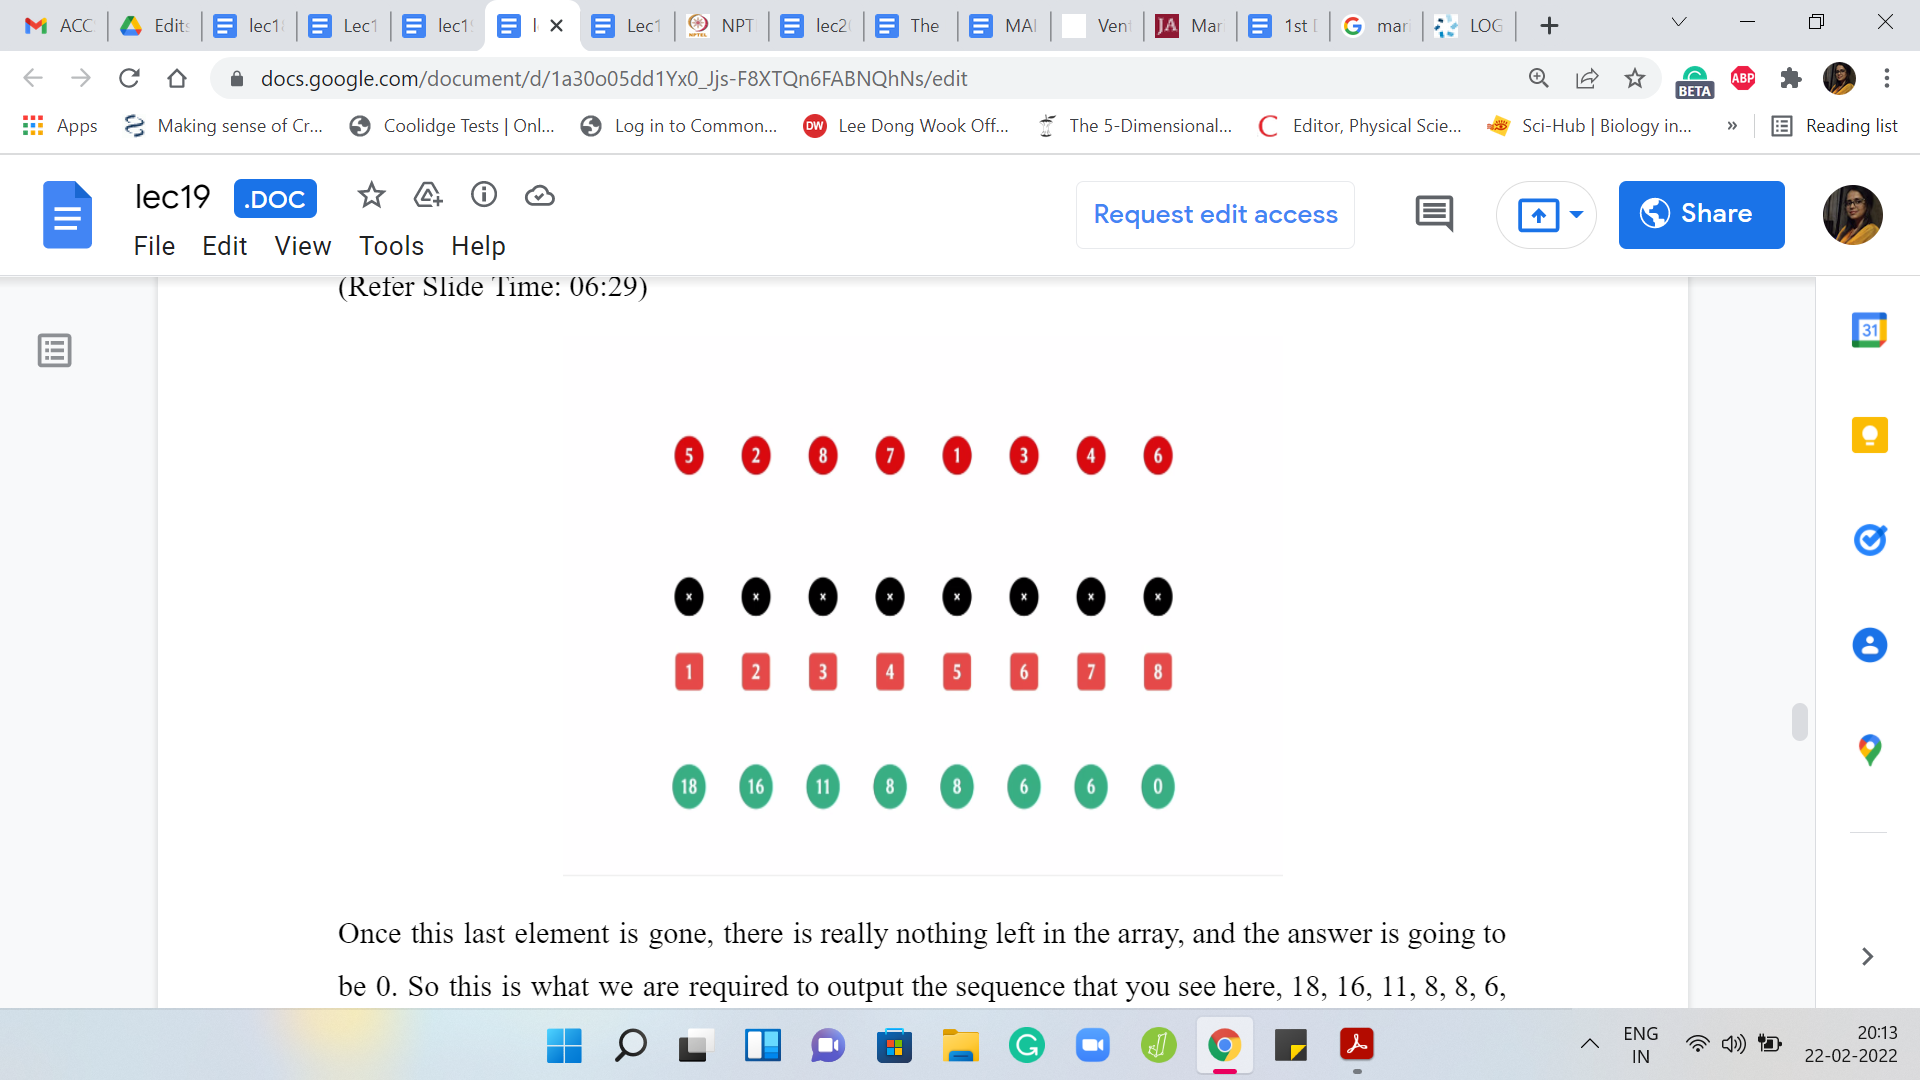 ACC
Edits
lec1
Lec1
lec19
l
Lec1
NPT
lec2
The
MAI
Ven
Mar
1st
mar
LOG
docs.google.com/document/d/1a30o05dd1Yx0_Jjs-F8XTQn6FABNQhNs/edit
BETA
ABP
Apps
Making sense of Cr...
Coolidge Tests | Onl...
Log in to Common...
DW
Lee Dong Wook Off...
The 5-Dimensional...
Editor, Physical Scie...
Sci-Hub | Biology in...
»
Reading list
lec19 .DOC
Request edit access
Share
File Edit View Tools Help
(Refer Slide Time: 06:29)
31
5 2 8 7 1 3 4 6
x x x x x x x x
1 2 3 4 5 6 7 8
18 16 11 8 8 6 6 0
Once this last element is gone, there is really nothing left in the array, and the answer is going to
be 0. So this is what we are required to output the sequence that you see here, 18, 16, 11, 8, 8, 6,
ENG
IN
20:13
22-02-2022